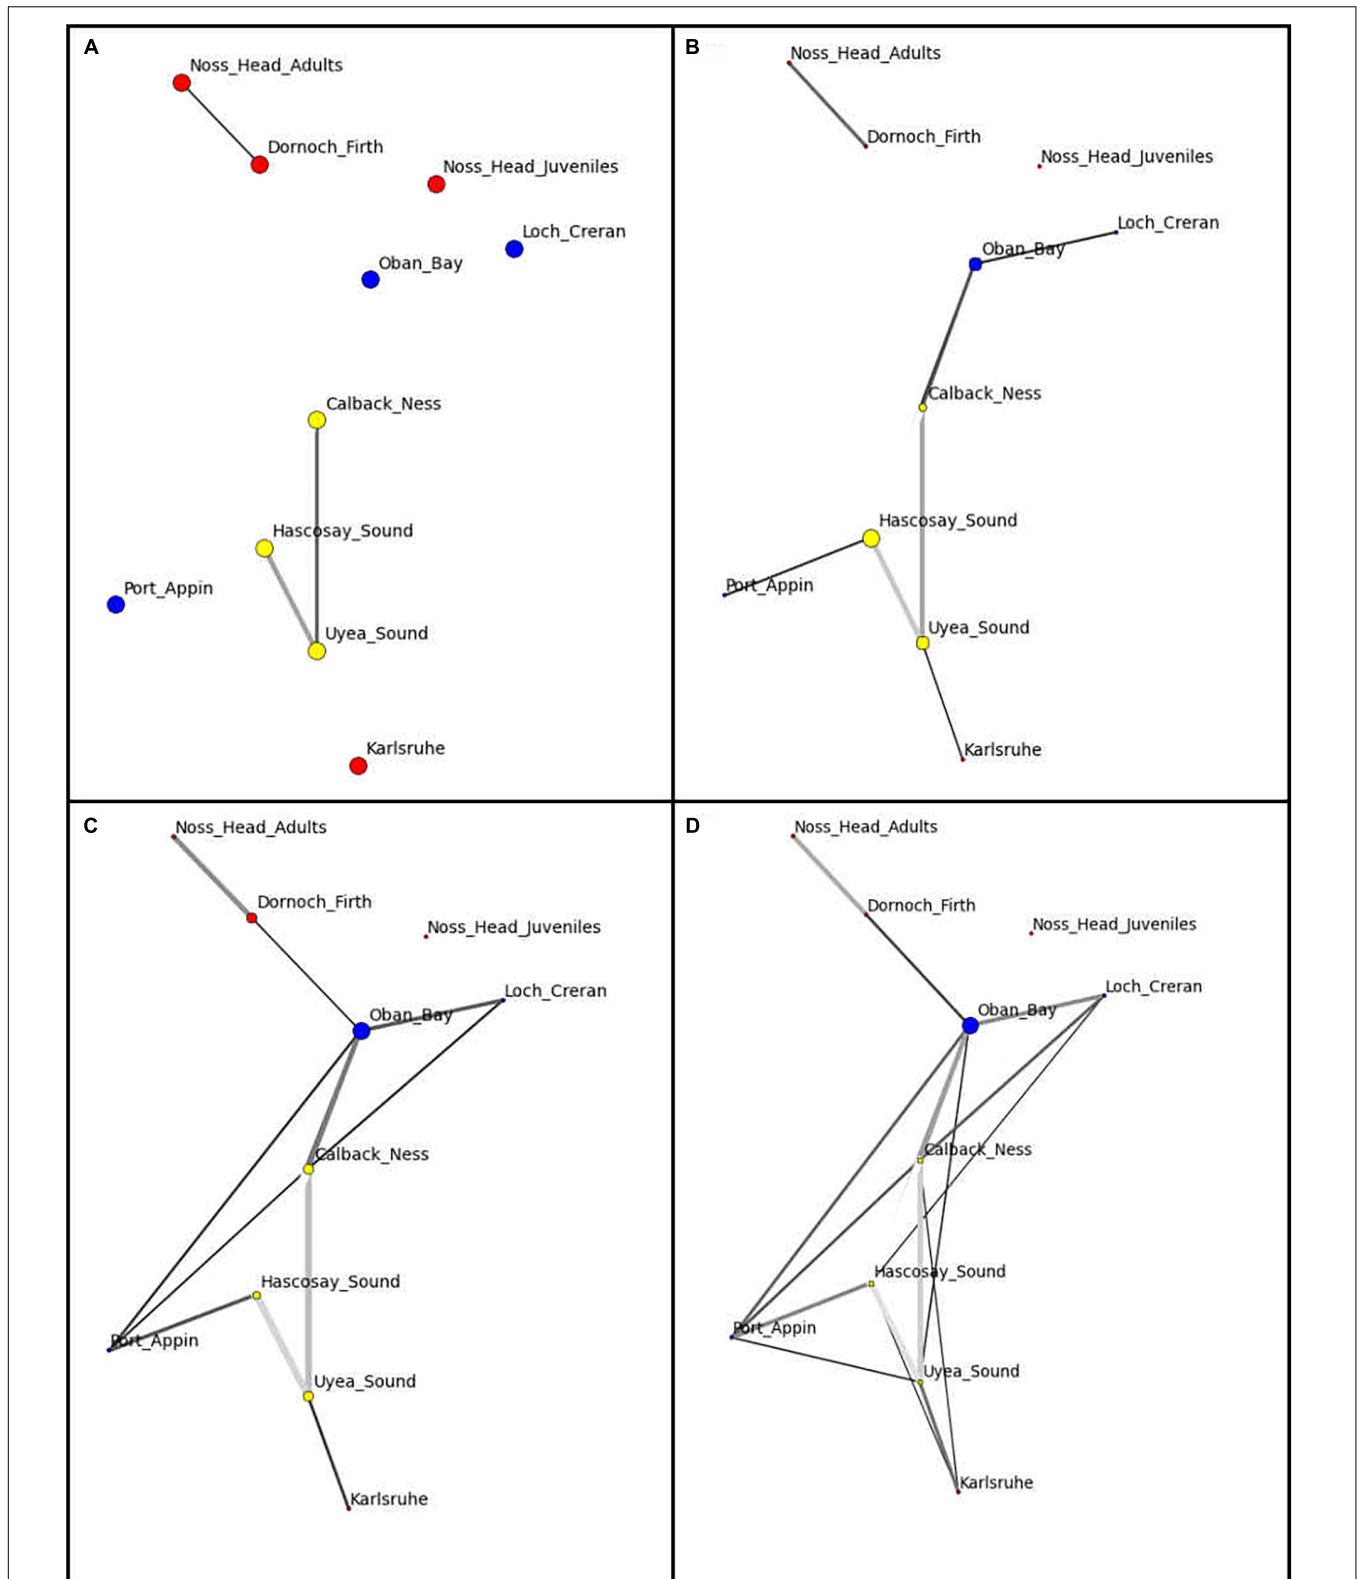 A
Noss_Head_Adults
Dornoch_Firth
Noss_Head_Juveniles
Loch_Creran
Oban_Bay
Calback_Ness
Hascosay_Sound
Port_Appin
Uyea_Sound
Karlsruhe
B
Noss_Head_Adults
Dornoch_Firth
Noss_Head_Juveniles
Loch_Creran
Oban_Bay
Calback_Ness
Hascosay_Sound
Port_Appin
Uyea_Sound
Karlsruhe
C
Noss_Head_Adults
Dornoch_Firth
Noss_Head_Juveniles
Loch_Creran
Oban_Bay
Calback_Ness
Hascosay_Sound
Port_Appin
Uyea_Sound
Karlsruhe
D
Noss_Head_Adults
Dornoch_Firth
Noss_Head_Juveniles
Loch_Creran
Oban_Bay
Calback_Ness
Hascosay_Sound
Port_Appin
Uyea_Sound
Karlsruhe